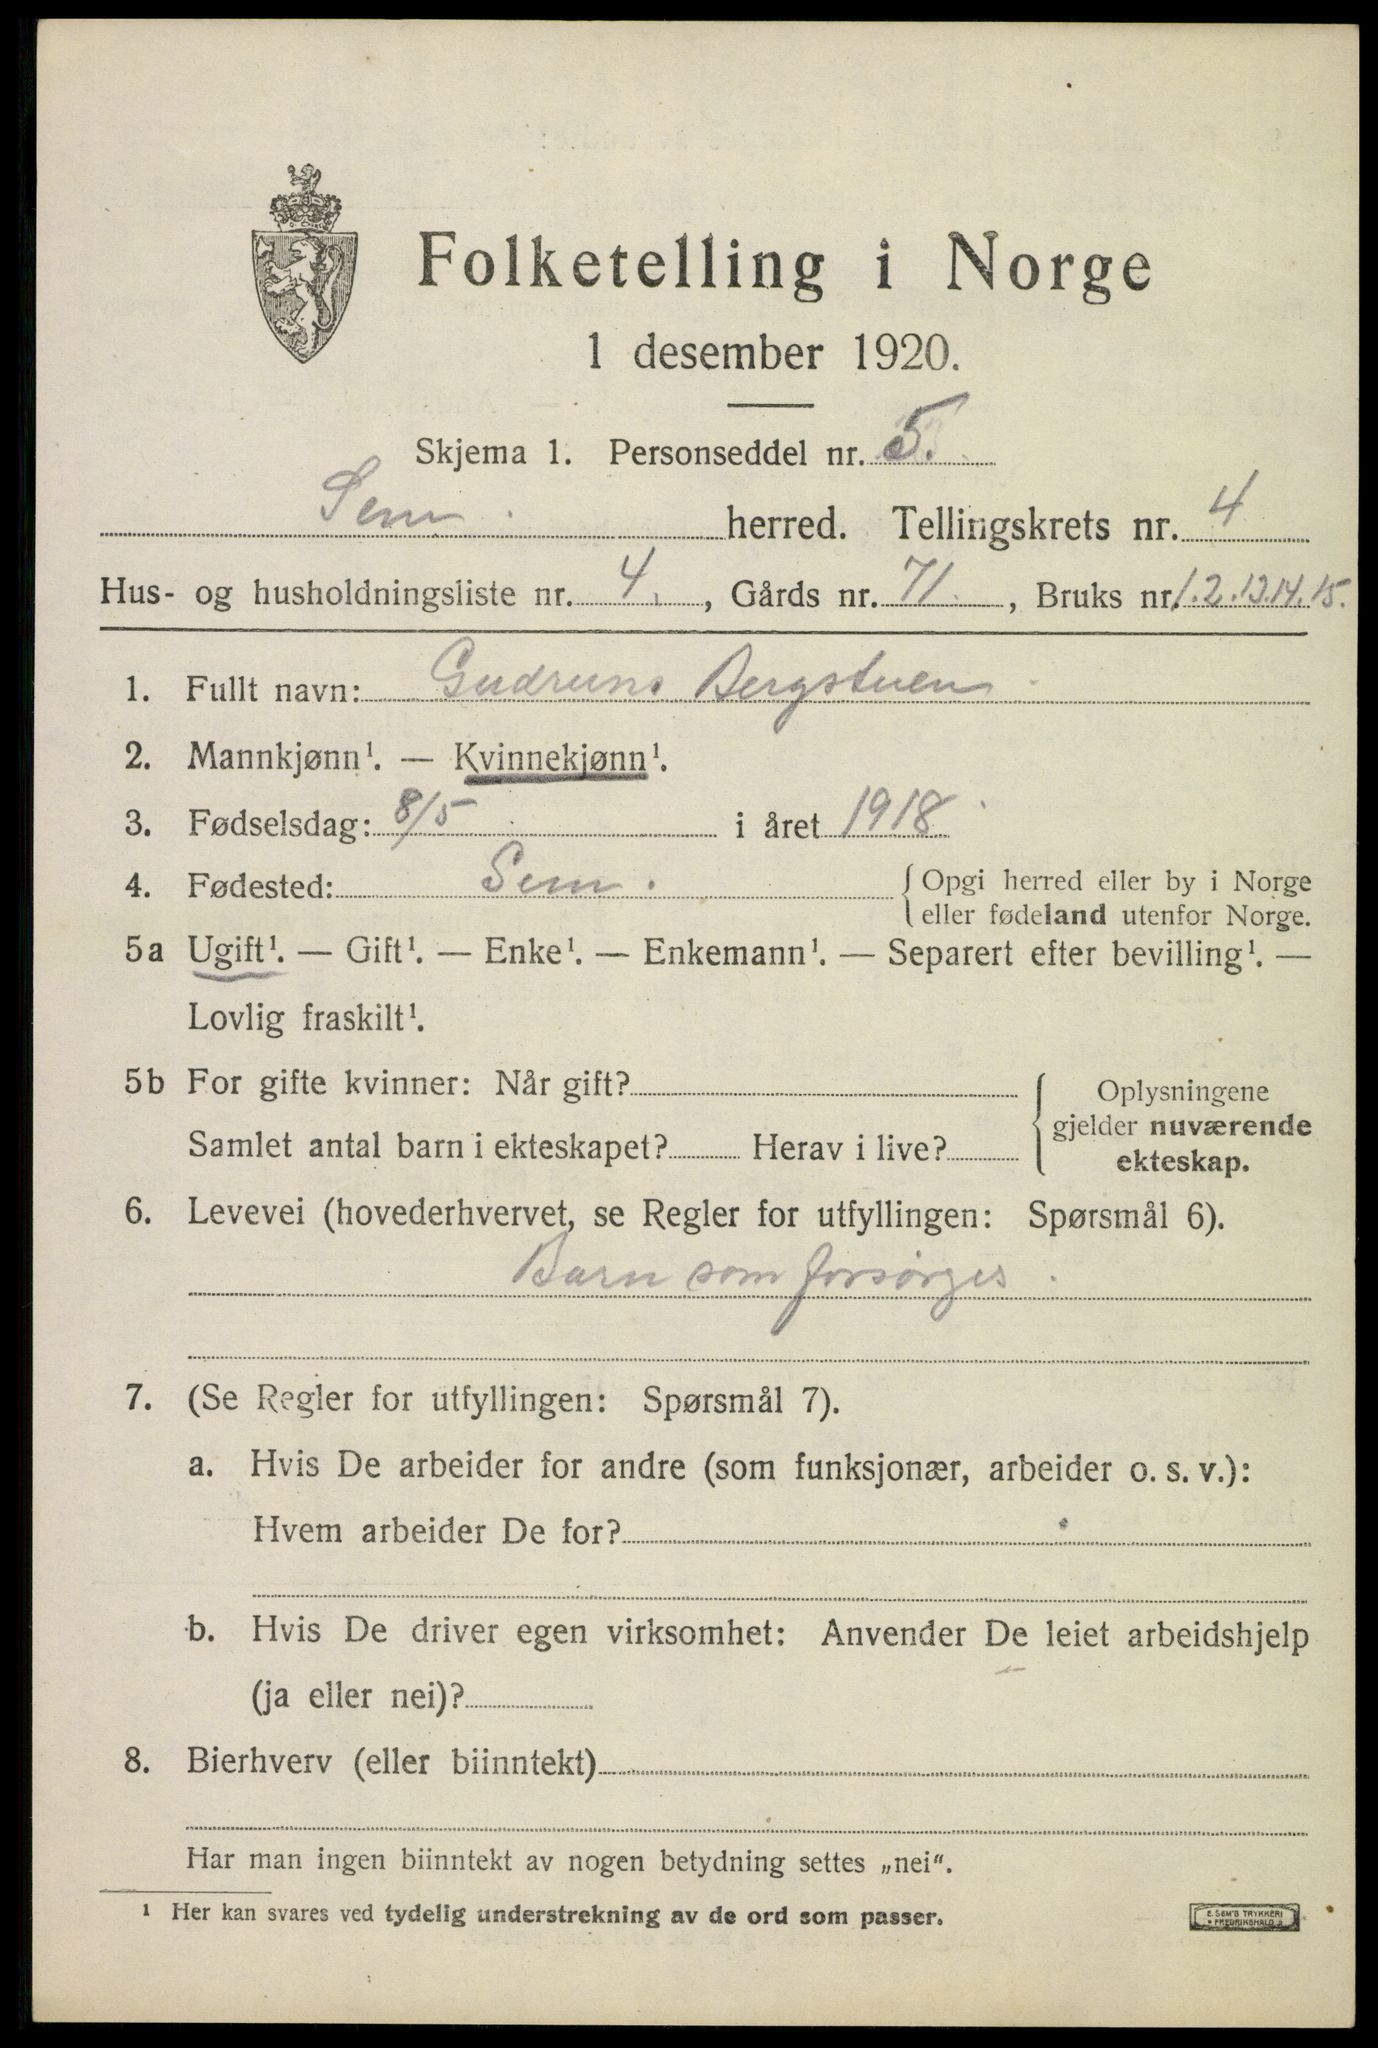 Folketelling i Norge
1 desember 1920.
Skjema 1. Personseddel nr. 5.
Sem. herred. Tellingskrets nr. 4
Hus- og husholdningsliste nr. 4., Gårds nr. 71., Bruks nr. 1.2.13.14.15.
1. Fullt navn: Gudruns Bergstuen
2. Mannkjønn¹. — Kvinnekjønn¹.
3. Fødselsdag: 8/5 i året 1918
4. Fødested: Sem. { Opgi herred eller by i Norge
eller fødeland utenfor Norge.
5a Ugift¹. — Gift¹. — Enke¹. — Enkemann¹. — Separert efter bevilling¹. —
Lovlig fraskilt¹.
5b For gifte kvinner: Når gift?
Samlet antal barn i ekteskapet? Herav i live?
{ Oplysningene
gjelder nuværende
ekteskap.
6. Levevei (hovederhvervet, se Regler for utfyllingen: Spørsmål 6).
Barn som forsørges.
7. (Se Regler for utfyllingen: Spørsmål 7).
a. Hvis De arbeider for andre (som funksjonær, arbeider o. s. v.):
Hvem arbeider De for?
b. Hvis De driver egen virksomhet: Anvender De leiet arbeidshjelp
(ja eller nei)?
8. Bierhverv (eller biinntekt)
Har man ingen biinntekt av nogen betydning settes „nei“.
¹ Her kan svares ved tydelig understrekning av de ord som passer.
E. SEM'S TRYKKERI
FREDRIKSHALD